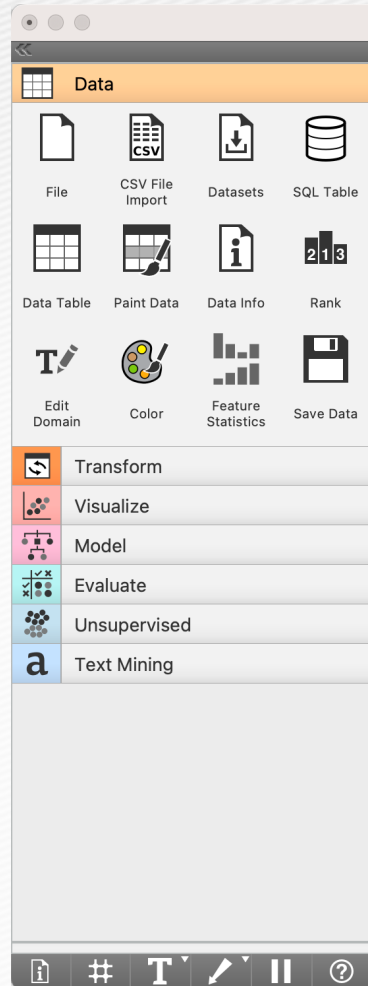 Data
File
CSV File
Import
Datasets
SQL Table
Data Table
Paint Data
Data Info
Rank
Edit
Domain
Color
Feature
Statistics
Save Data
Transform
Visualize
Model
Evaluate
Unsupervised
Text Mining